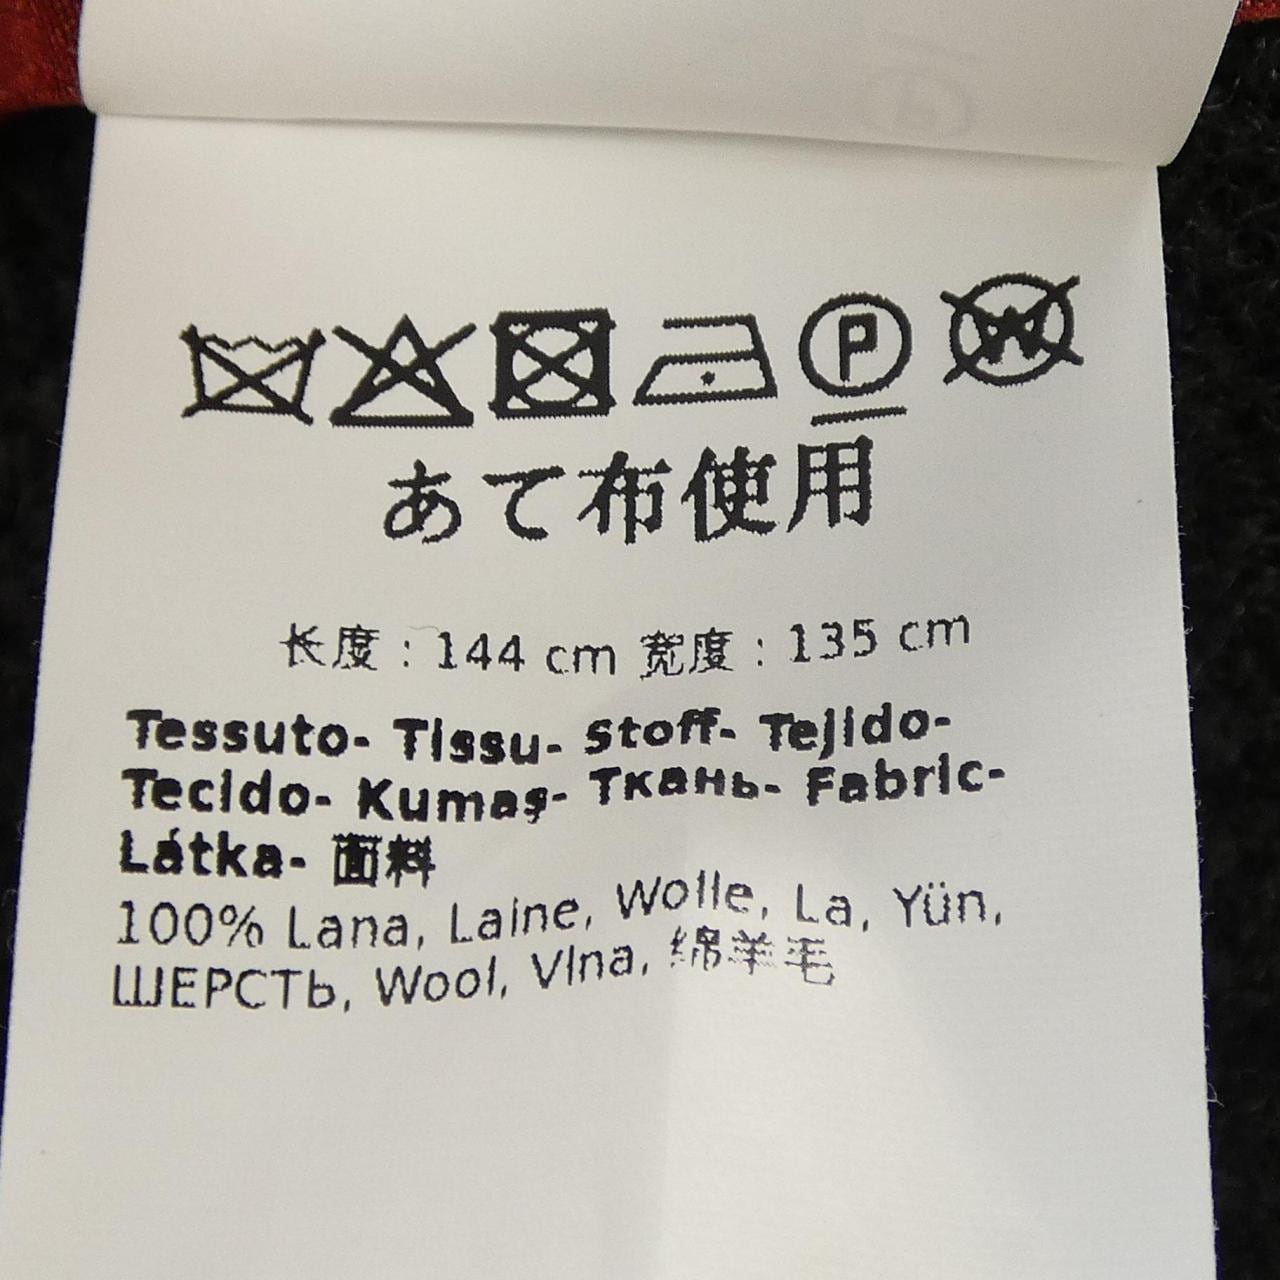 P W
あて布使用
长度 : 144 cm 宽度 : 135 cm
Tessuto- Tissu- Stoff- Tejido-
Tecido- Kumaş- Ткань- Fabric-
Látka- 面料
100% Lana, Laine, Wolle, La, Yün,
ШЕРСТЬ, Wool, Vlna, 绵羊毛